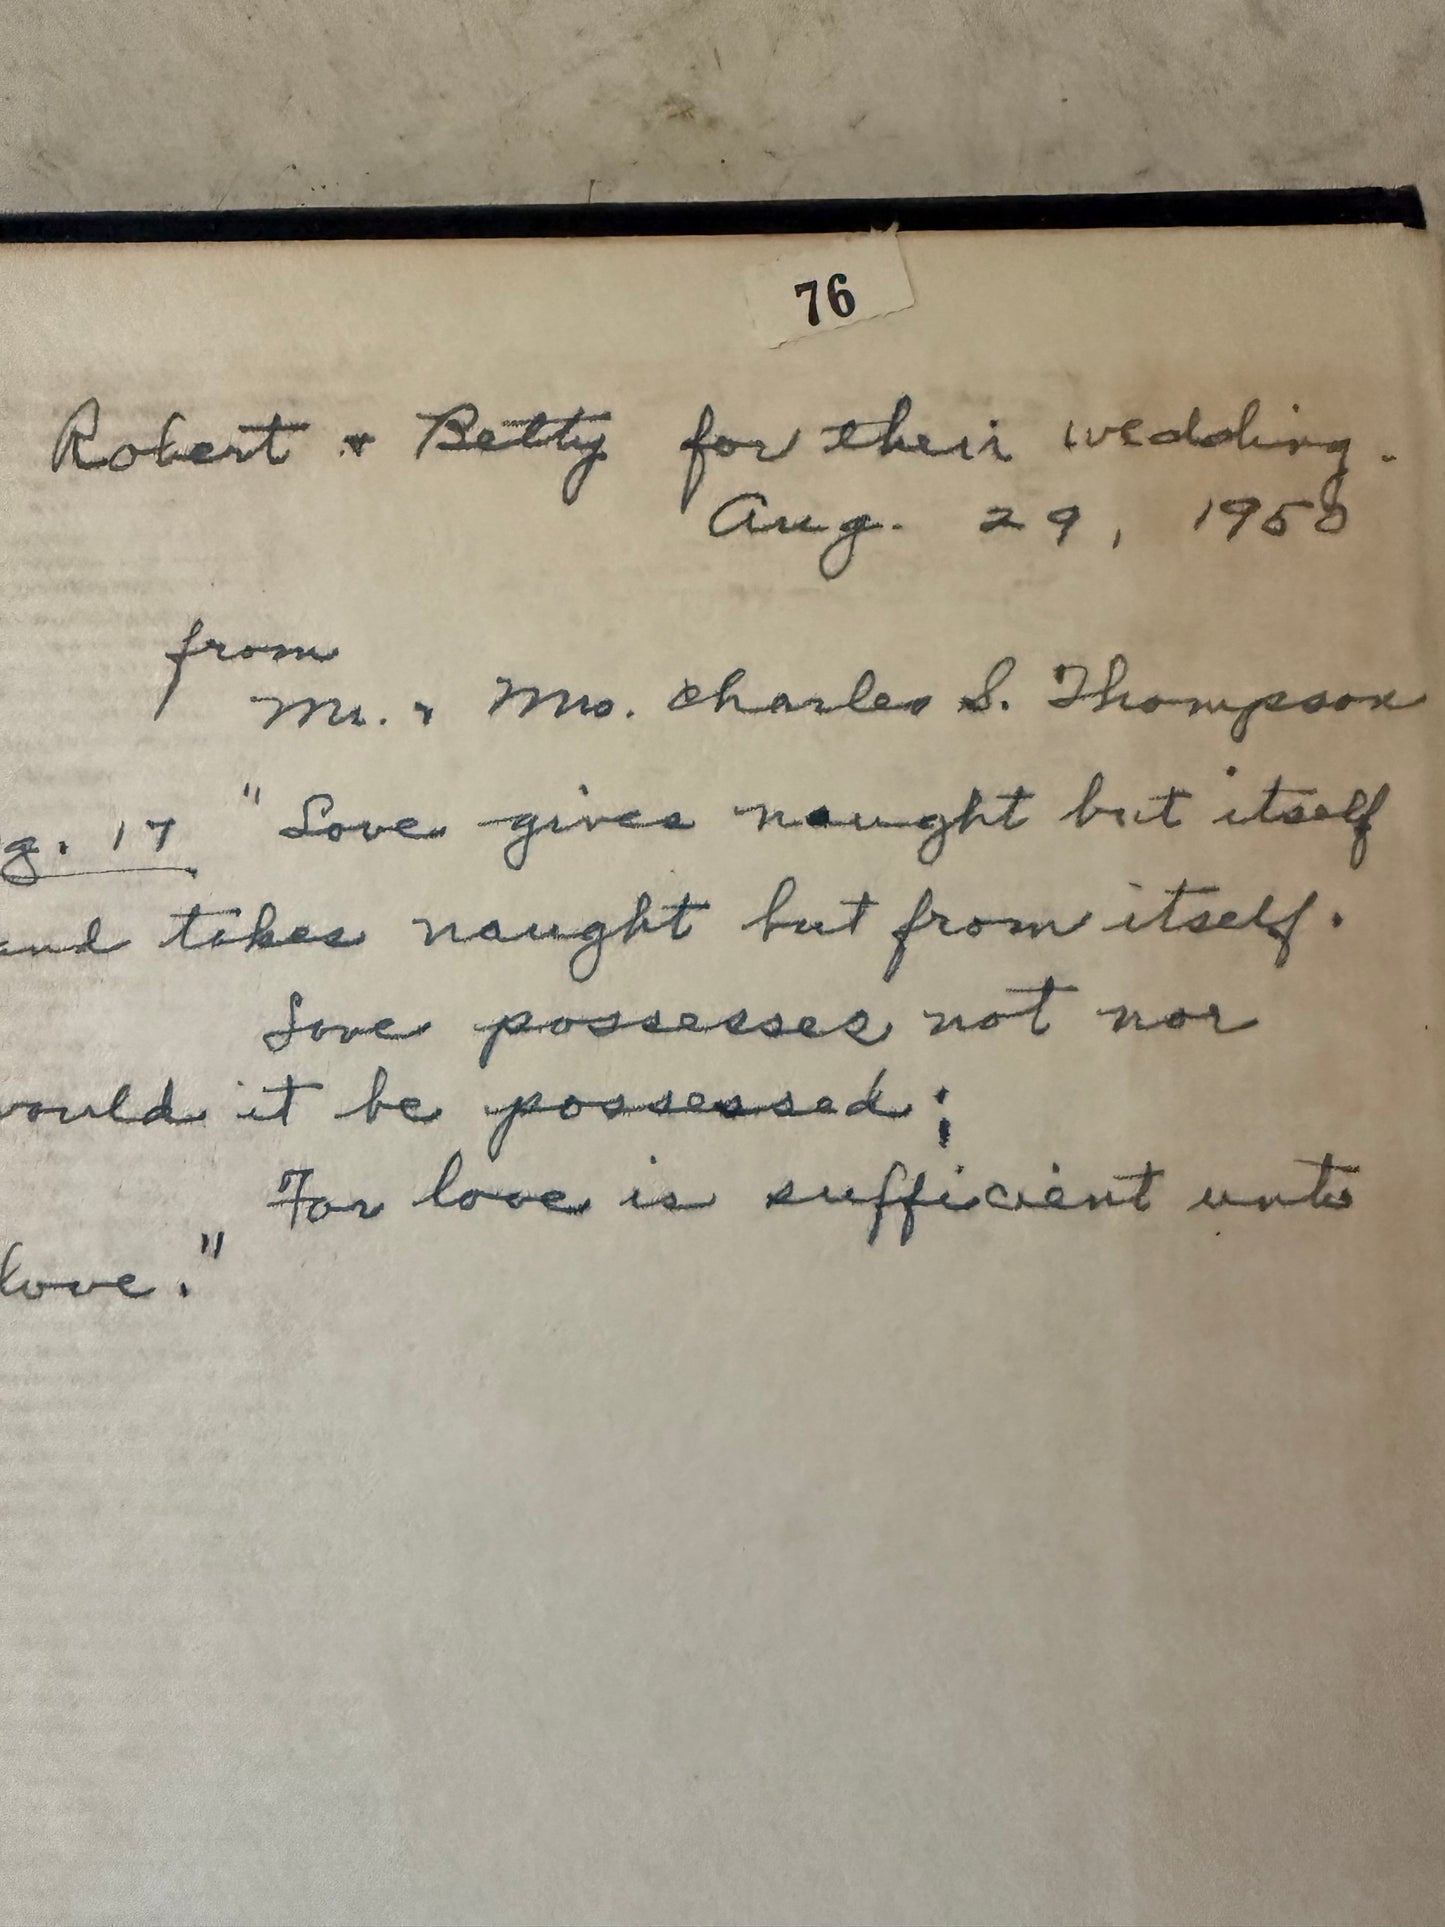 76
Robert & Betty for their wedding.
Aug. 29, 1950
from
Mr. & Mrs. Charles S. Thompson
g. 17 "Love gives naught but itself
and takes naught but from itself.
Love possesses not nor
would it be possessed;
For love is sufficient unto
love."